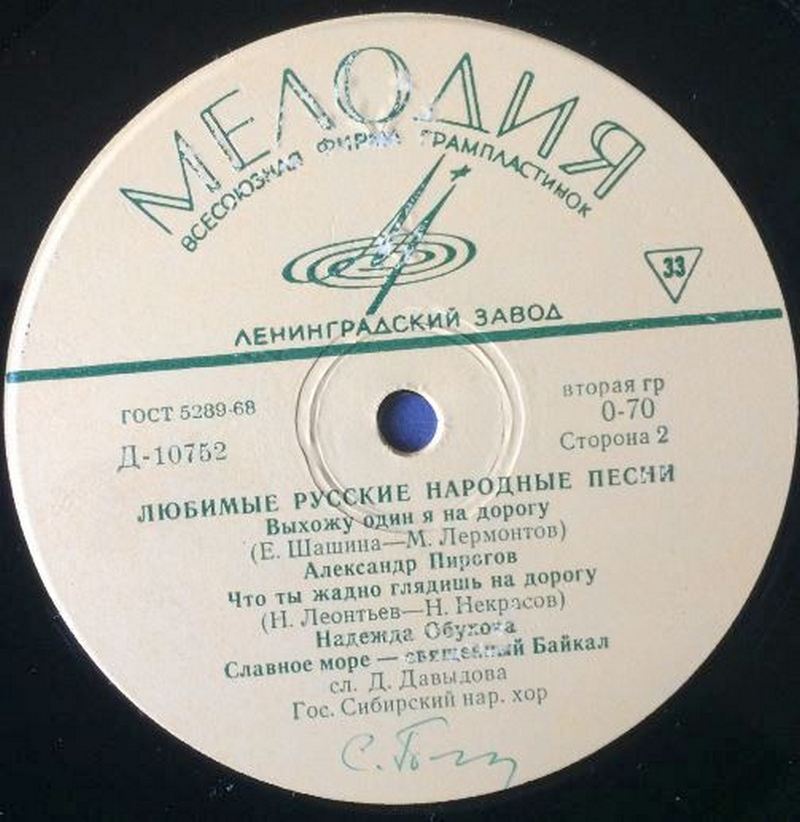 МЕЛОДИЯ
ВСЕСОЮЗНАЯ ФИРМА ГРАМПЛАСТИНОК
33
ЛЕНИНГРАДСКИЙ ЗАВОД
ГОСТ 5289-68
вторая гр
0-70
Д-10752
Сторона 2
ЛЮБИМЫЕ РУССКИЕ НАРОДНЫЕ ПЕСНИ
Выхожу один я на дорогу
(Е. Шашина—М. Лермонтов)
Александр Пирогов
Что ты жадно глядишь на дорогу
(Н. Леонтьев—Н. Некрасов)
Надежда Обухова
Славное море — священный Байкал
сл. Д. Давыдова
Гос. Сибирский нар. хор